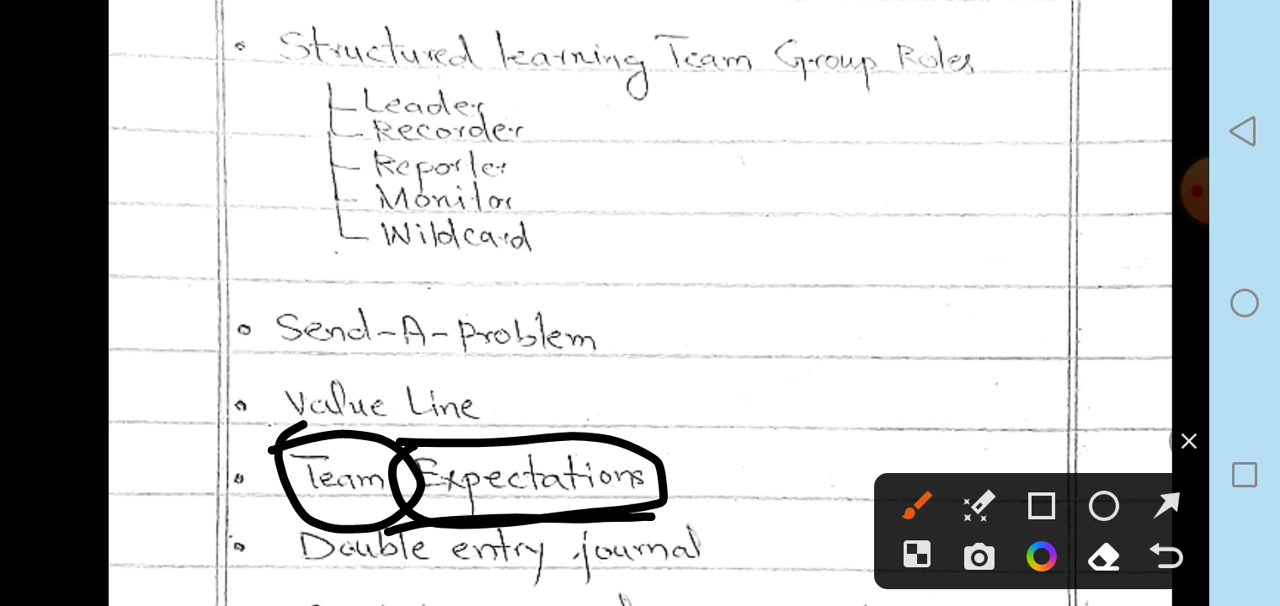 Structured learning Team Group Roles
Leader
Recorder
Reporter
Monitor
Wildcard
Send-A-Problem
Value Line
Team Expectations
Double entry journal